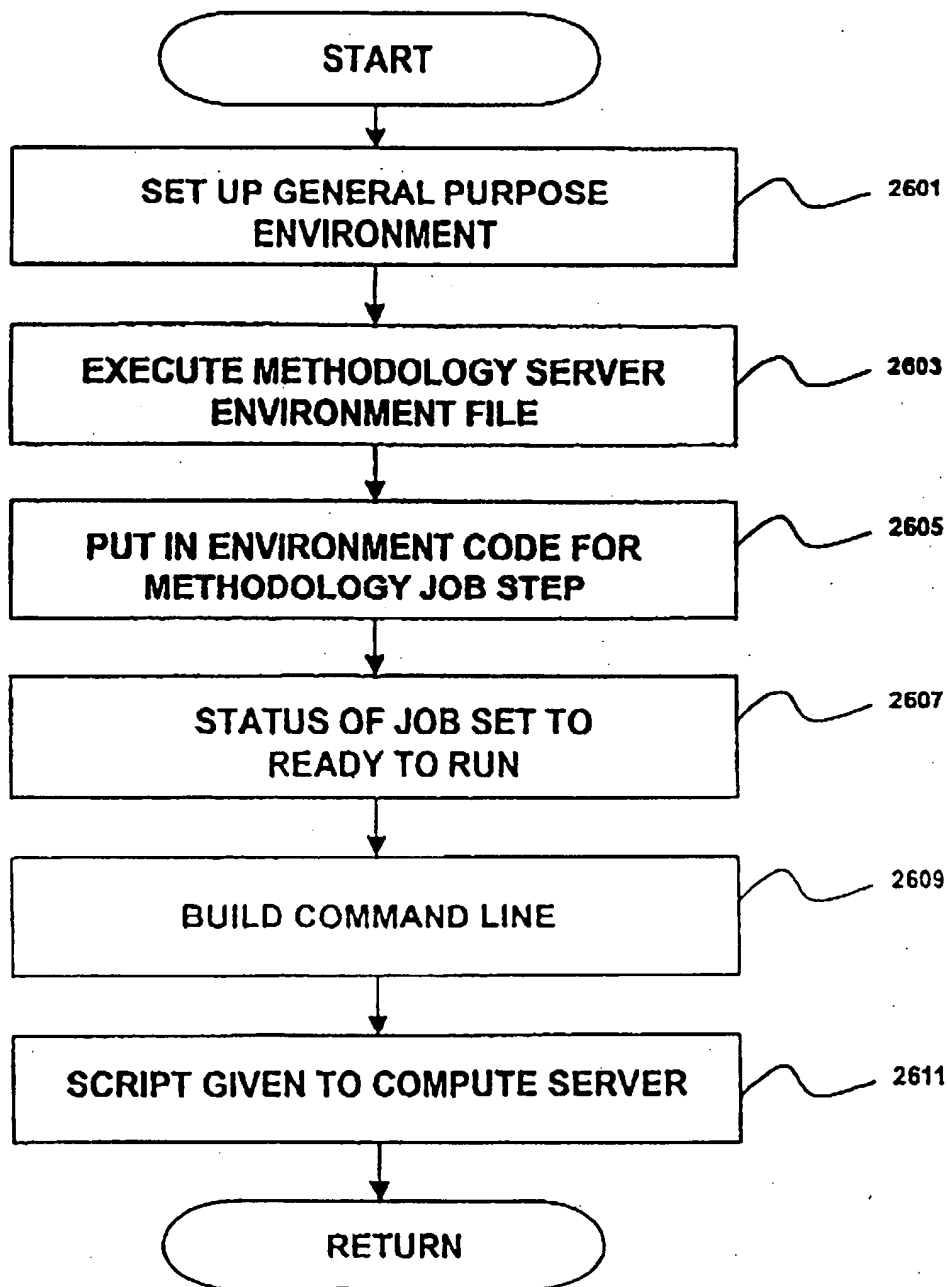 START
SET UP GENERAL PURPOSE
ENVIRONMENT
2601
EXECUTE METHODOLOGY SERVER
ENVIRONMENT FILE
2603
PUT IN ENVIRONMENT CODE FOR
METHODOLOGY JOB STEP
2605
STATUS OF JOB SET TO
READY TO RUN
2607
BUILD COMMAND LINE
2609
SCRIPT GIVEN TO COMPUTE SERVER
2611
RETURN